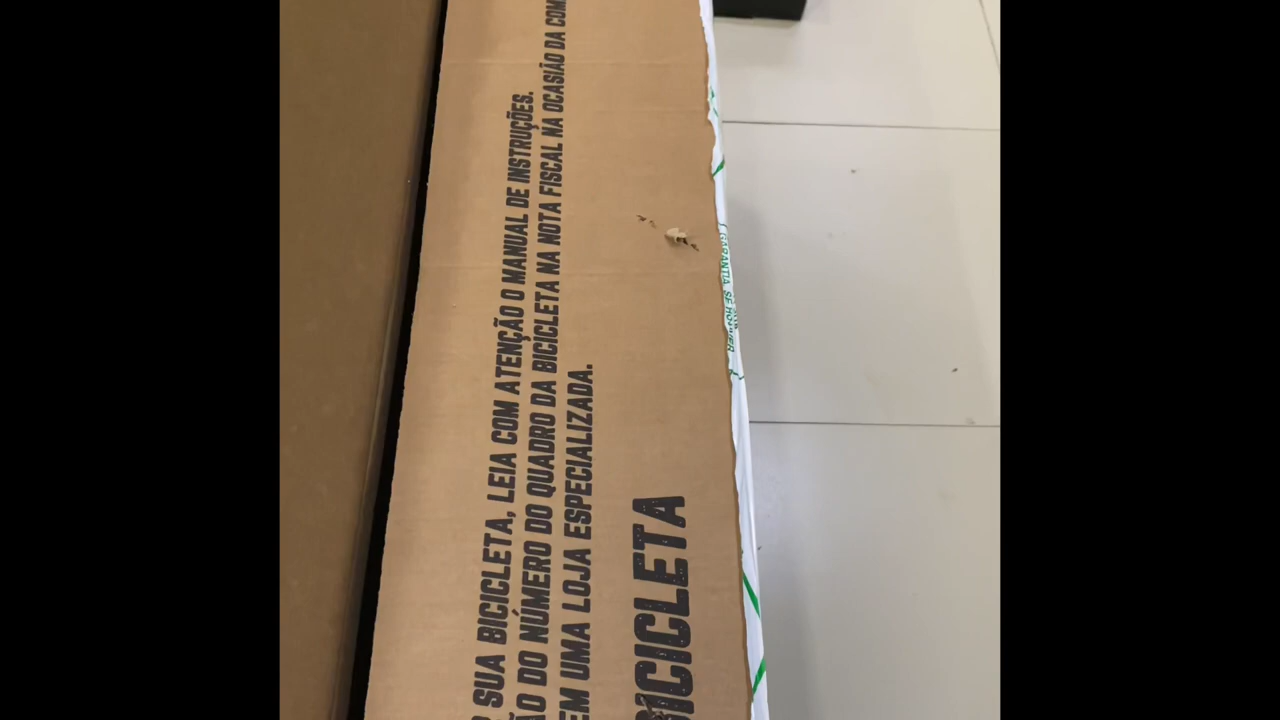 SUA BICICLETA, LEIA COM ATENÇÃO O MANUAL DE INSTRUÇÕES.
DO NÚMERO DO QUADRO DA BICICLETA NA NOTA FISCAL NA OCASIÃO DA
EM UMA LOJA ESPECIALIZADA.
BICICLETA
GARANTIA SE HOUVER